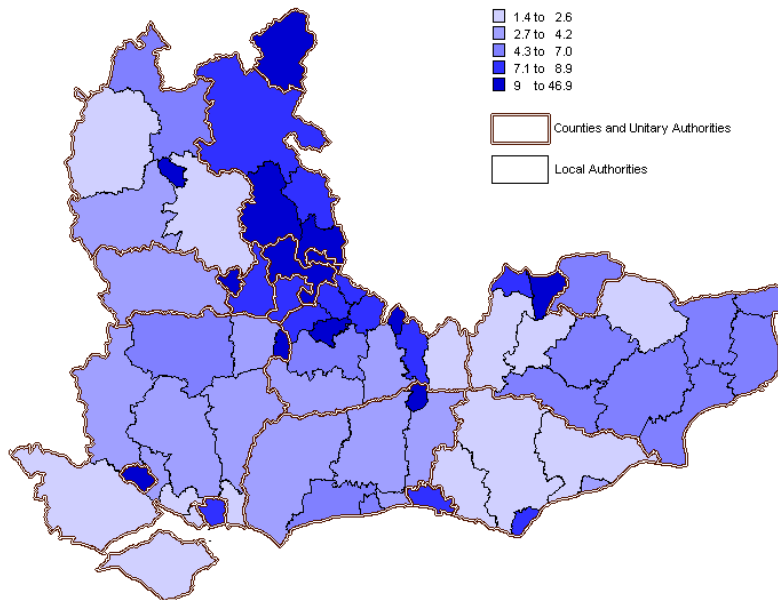 1.4 to 2.6
2.7 to 4.2
4.3 to 7.0
7.1 to 8.9
9 to 46.9
Counties and Unitary Authorities
Local Authorities